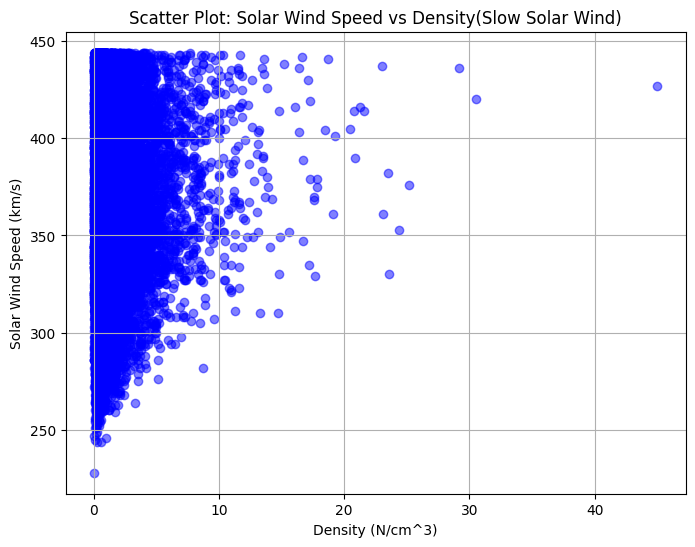 Scatter Plot: Solar Wind Speed vs Density(Slow Solar Wind)
450
400
350
300
250
Solar Wind Speed (km/s)
0 10 20 30 40
Density (N/cm^3)